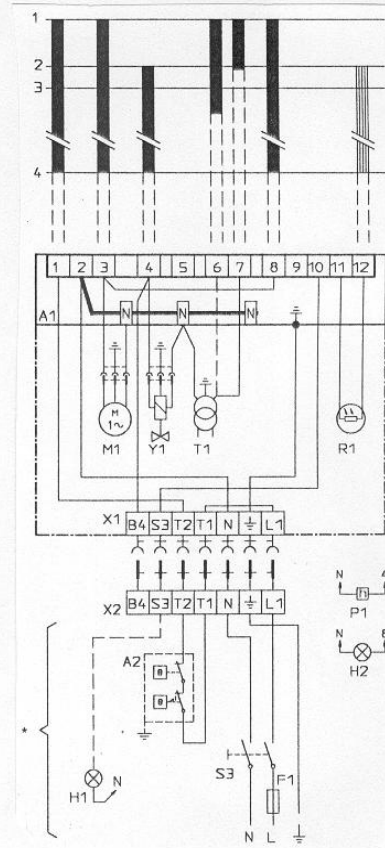 1
2
3
4
1 2 3 4 5 6 7 8 9 10 11 12
N N N
A1
M
1~
M1 Y1 T1 R1
X1 B4 S3 T2 T1 N L1
X2 B4 S3 T2 T1 N L1
N 4
h
P1
N 8
H2
A2
θ
θ
*
H1 N
S3 F1
N L